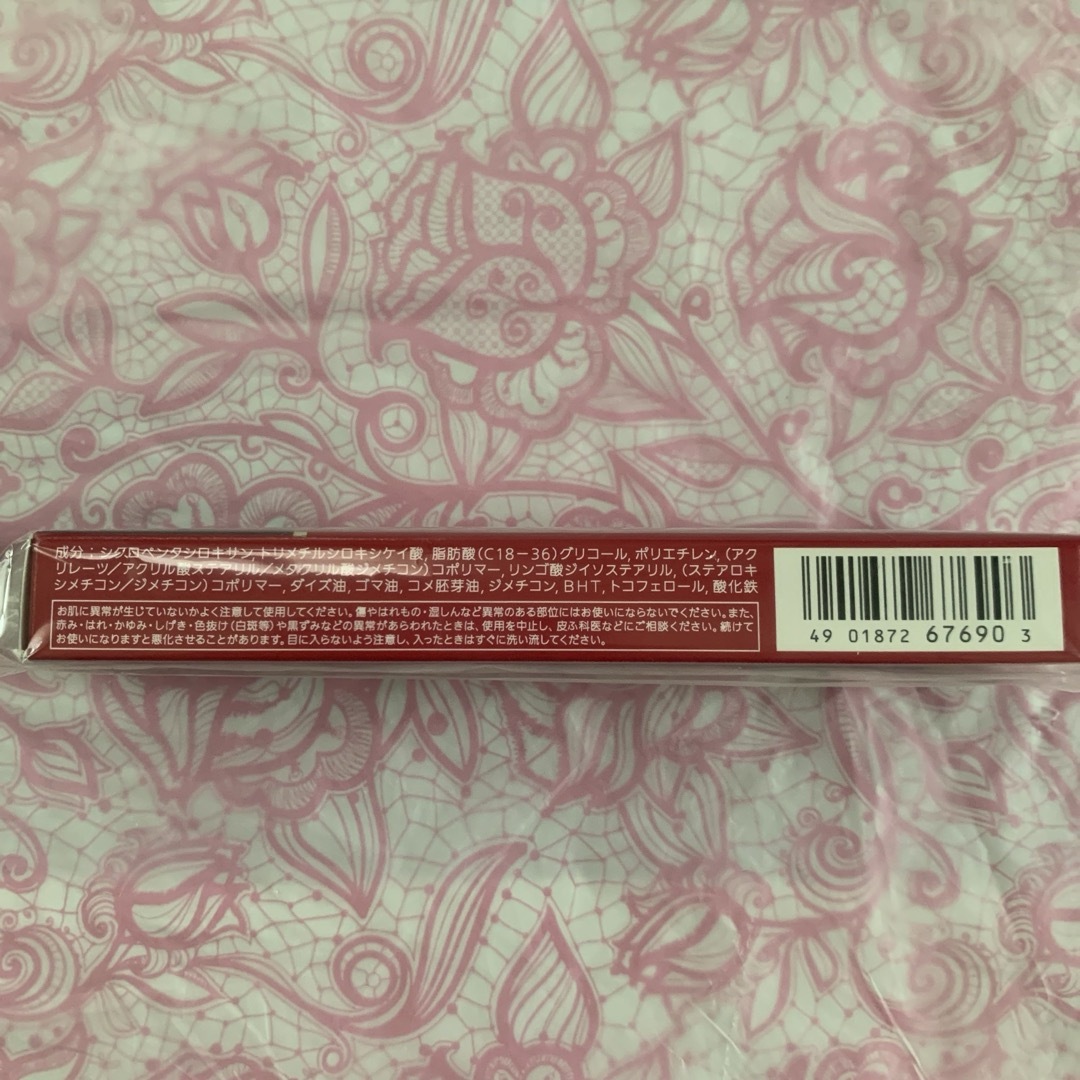 成分：シクロペンタシロキサン，トリメチルシロキシケイ酸，脂肪酸（C18－36）グリコール，ポリエチレン，（アク
リレーツ／アクリル酸ステアリル／メタクリル酸ジメチコン）コポリマー，リンゴ酸ジイソステアリル，（ステアロキ
シメチコン／ジメチコン）コポリマー，ダイズ油，ゴマ油，コメ胚芽油，ジメチコン，BHT，トコフェロール，酸化鉄
お肌に異常が生じていないかよく注意して使用してください。傷やはれもの・湿しんなど異常のある部位にはお使いにならないでください。また、
赤み・はれ・かゆみ・しげき・色抜け（白斑等）や黒ずみなどの異常があらわれたときは、使用を中止し、皮ふ科医などにご相談ください。続けて
お使いになりますと悪化させることがあります。目に入らないよう注意し、入ったときはすぐに洗い流してください。
49 01872 67690 3